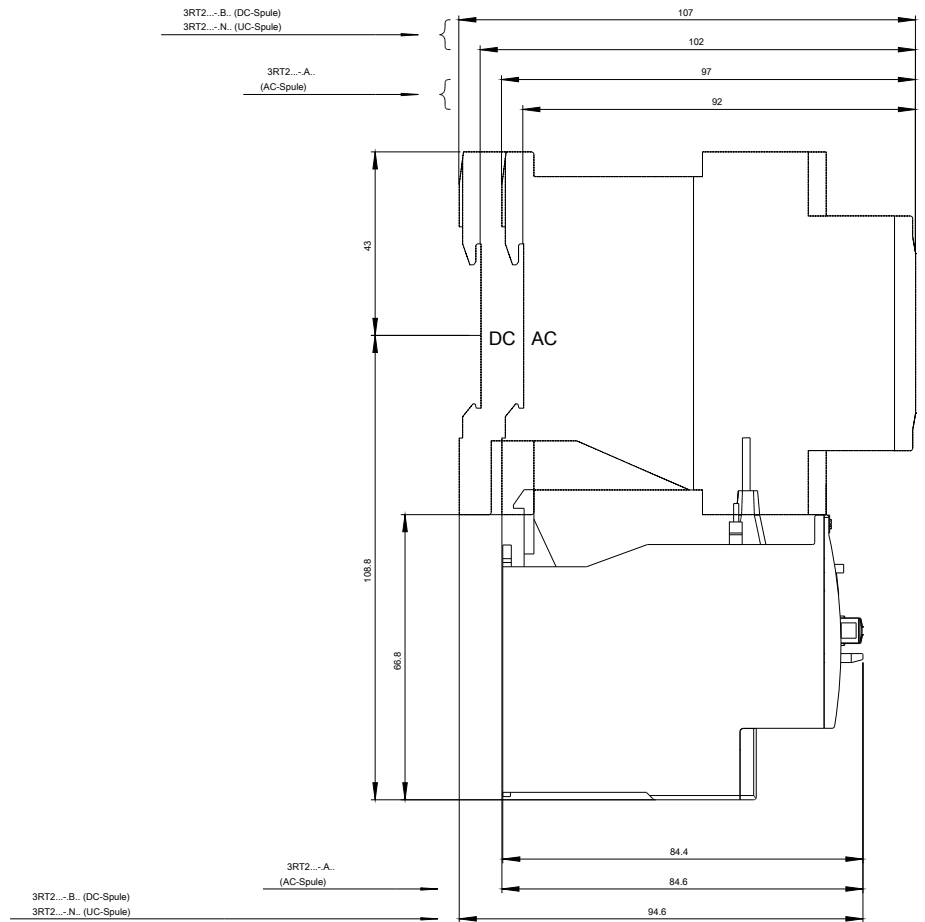 3RT2...-.B.. (DC-Spule)
3RT2...-.N.. (UC-Spule)
107
102
3RT2...-.A..
(AC-Spule)
97
92
43
DC AC
108.8
66.8
84.4
3RT2...-.A..
(AC-Spule)
84.6
3RT2...-.B.. (DC-Spule)
3RT2...-.N.. (UC-Spule)
94.6